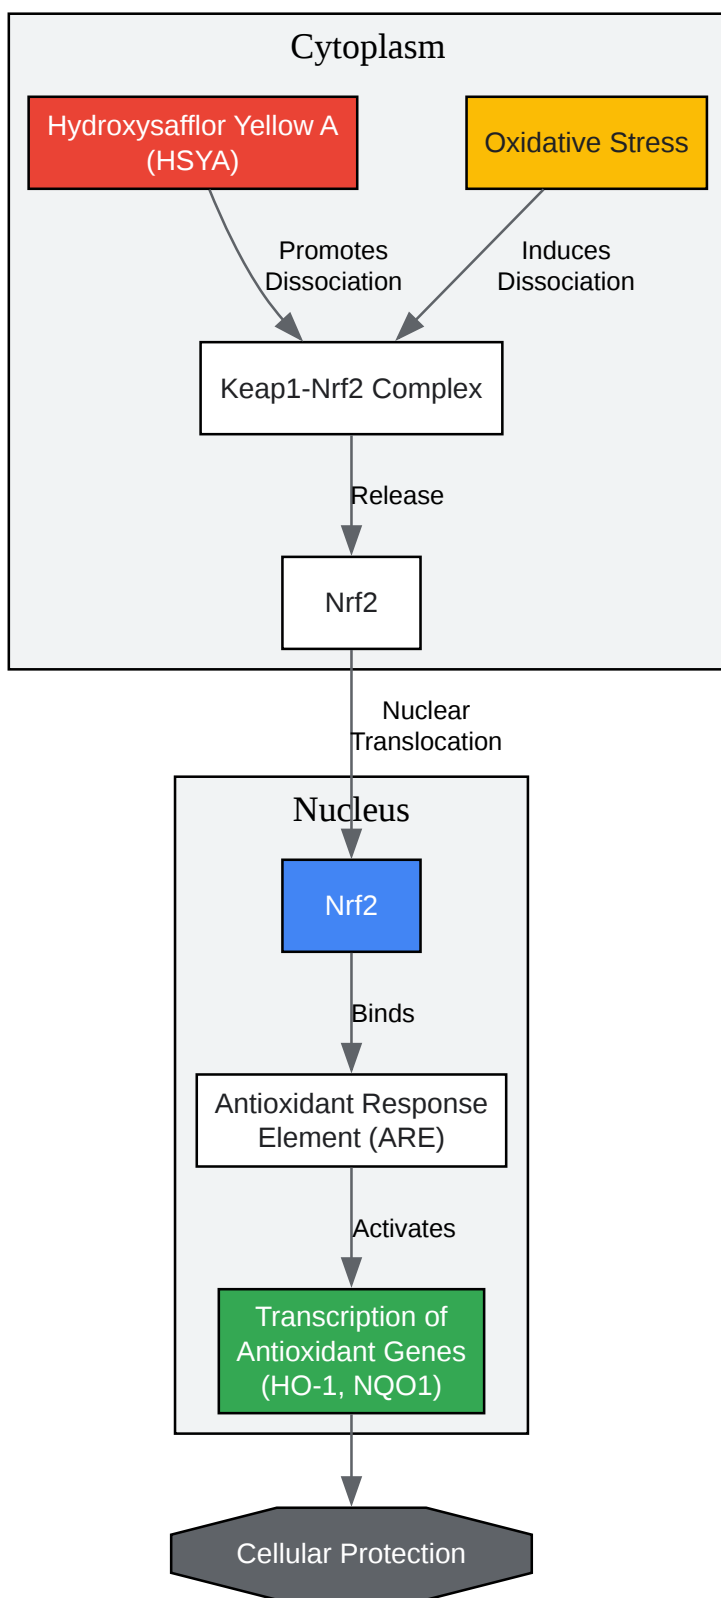 Cytoplasm
Hydroxysafflor Yellow A
(HSYA)
Oxidative Stress
Promotes
Dissociation
Induces
Dissociation
Keap1-Nrf2 Complex
Release
Nrf2
Nuclear
Translocation
Nucleus
Nrf2
Binds
Antioxidant Response
Element (ARE)
Activates
Transcription of
Antioxidant Genes
(HO-1, NQO1)
Cellular Protection